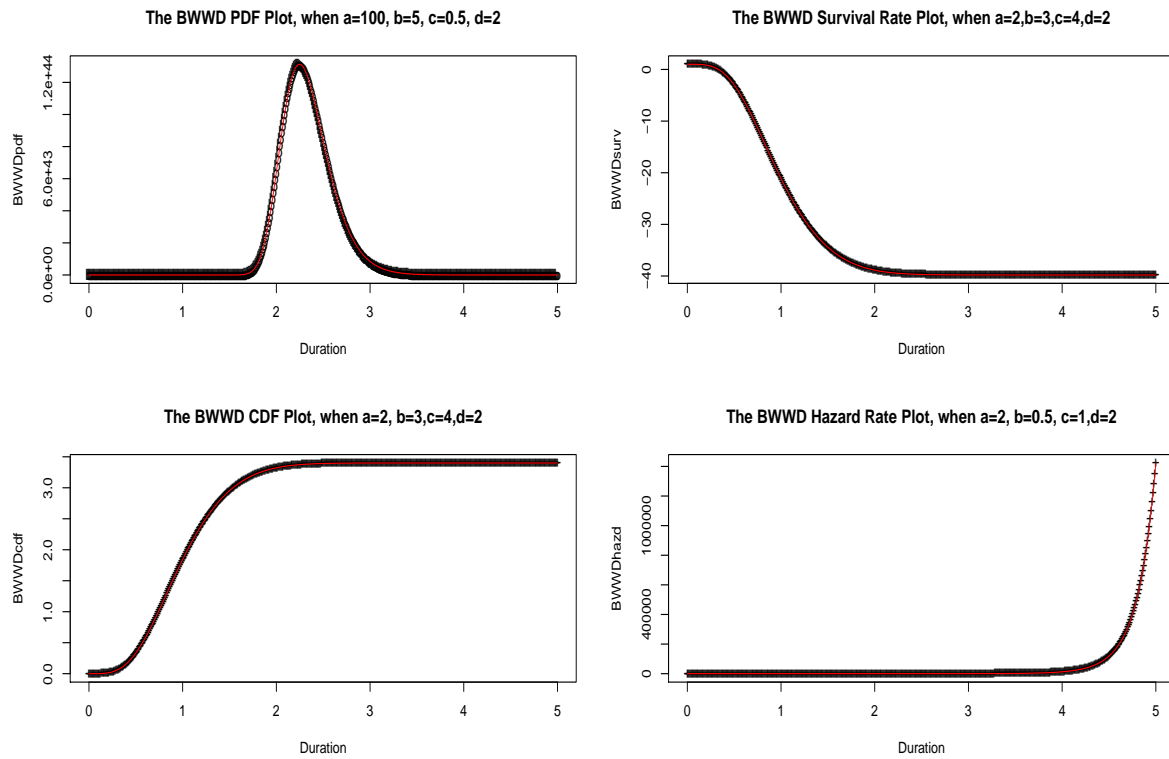 The BWWD PDF Plot, when a=100, b=5, c=0.5, d=2
BWWDpdf
0.0e+00 6.0e+43 1.2e+44
0 1 2 3 4 5
Duration
The BWWD Survival Rate Plot, when a=2,b=3,c=4,d=2
BWWDsurv
0
−10
−20
−30
−40
0 1 2 3 4 5
Duration
The BWWD CDF Plot, when a=2, b=3,c=4,d=2
BWWDcdf
0.0 1.0 2.0 3.0
0 1 2 3 4 5
Duration
The BWWD Hazard Rate Plot, when a=2, b=0.5, c=1,d=2
BWWDhazd
0 400000 1000000
0 1 2 3 4 5
Duration